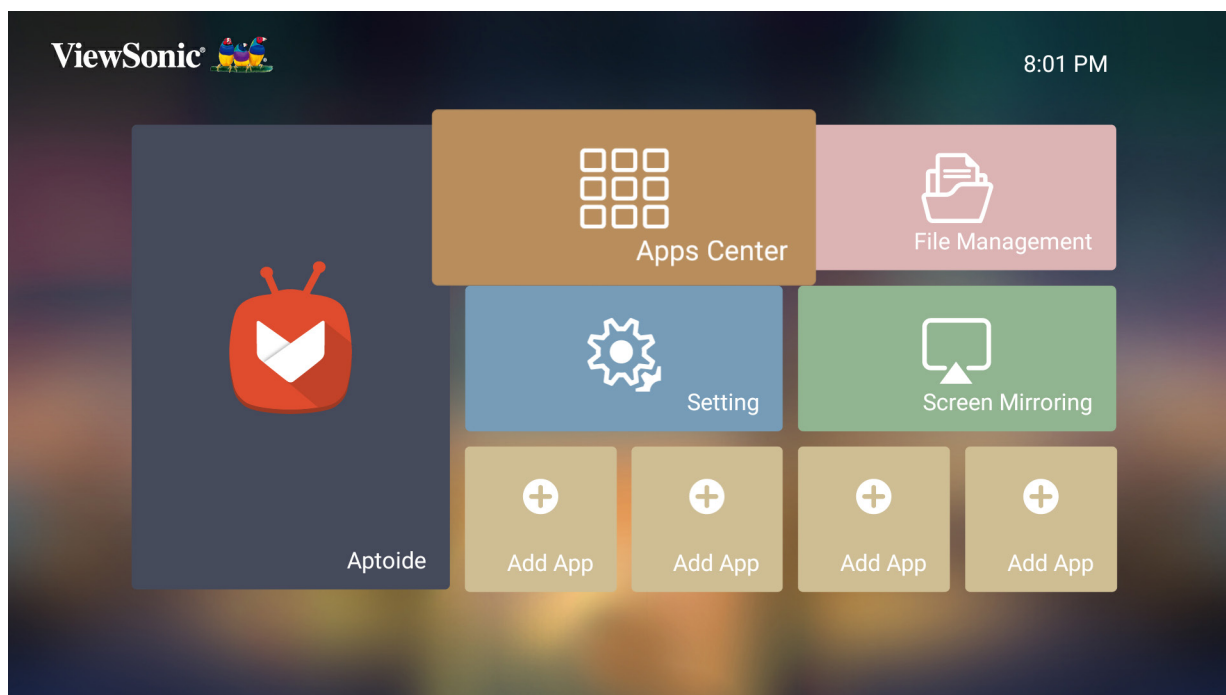 ViewSonic®
8:01 PM
Apps Center
File Management
Setting
Screen Mirroring
Aptoide
Add App
Add App
Add App
Add App